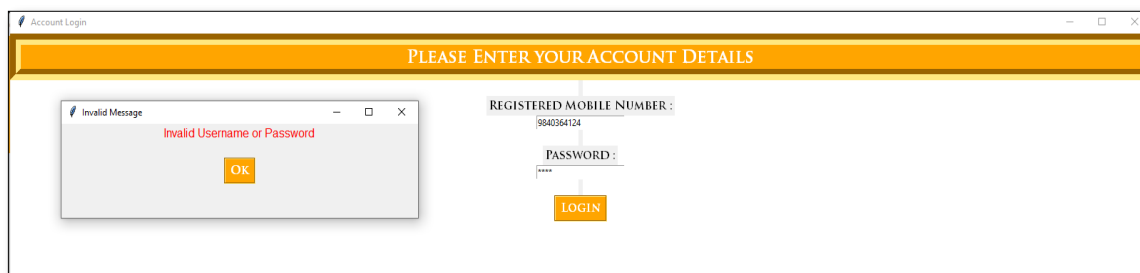 Account Login
Please Enter your Account Details
Invalid Message
Invalid Username or Password
Ok
Registered Mobile Number :
9840364124
Password :
****
Login